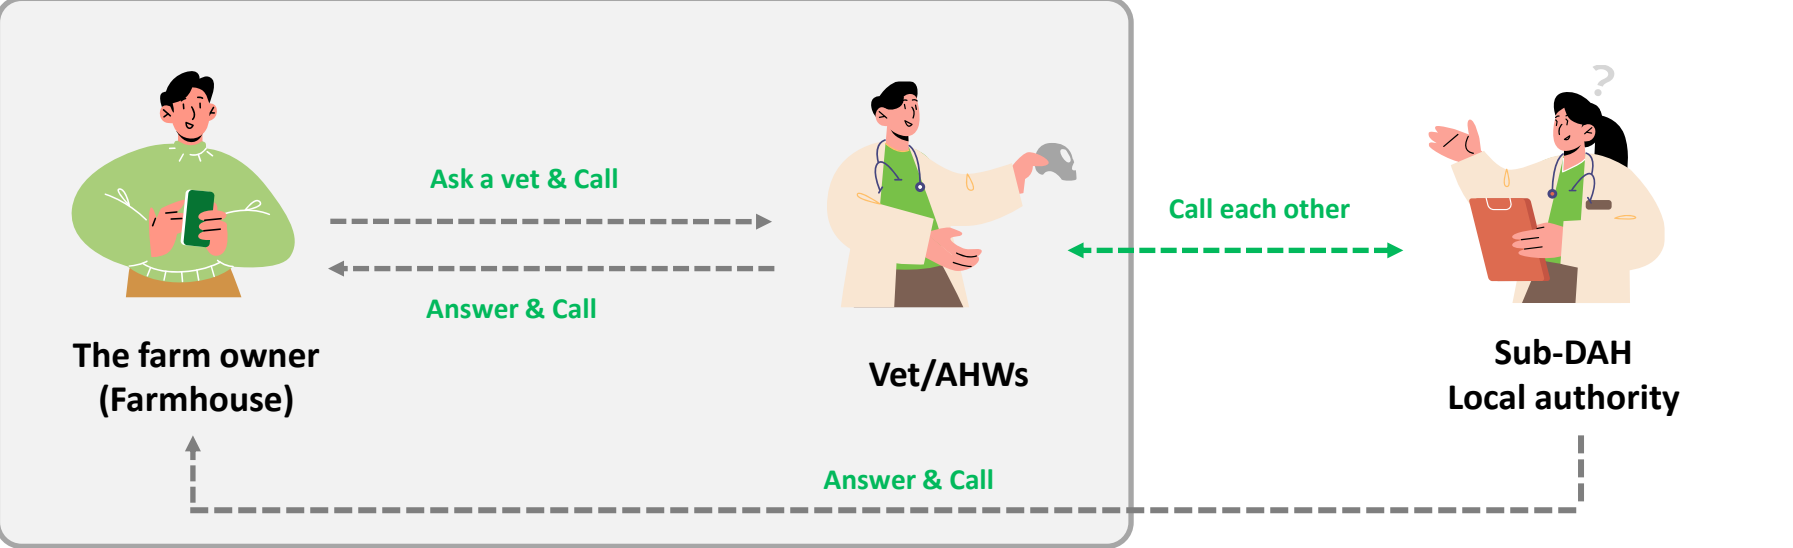 Ask a vet & Call
Answer & Call
The farm owner
(Farmhouse)
Vet/AHWs
Call each other
?
Sub-DAH
Local authority
Answer & Call